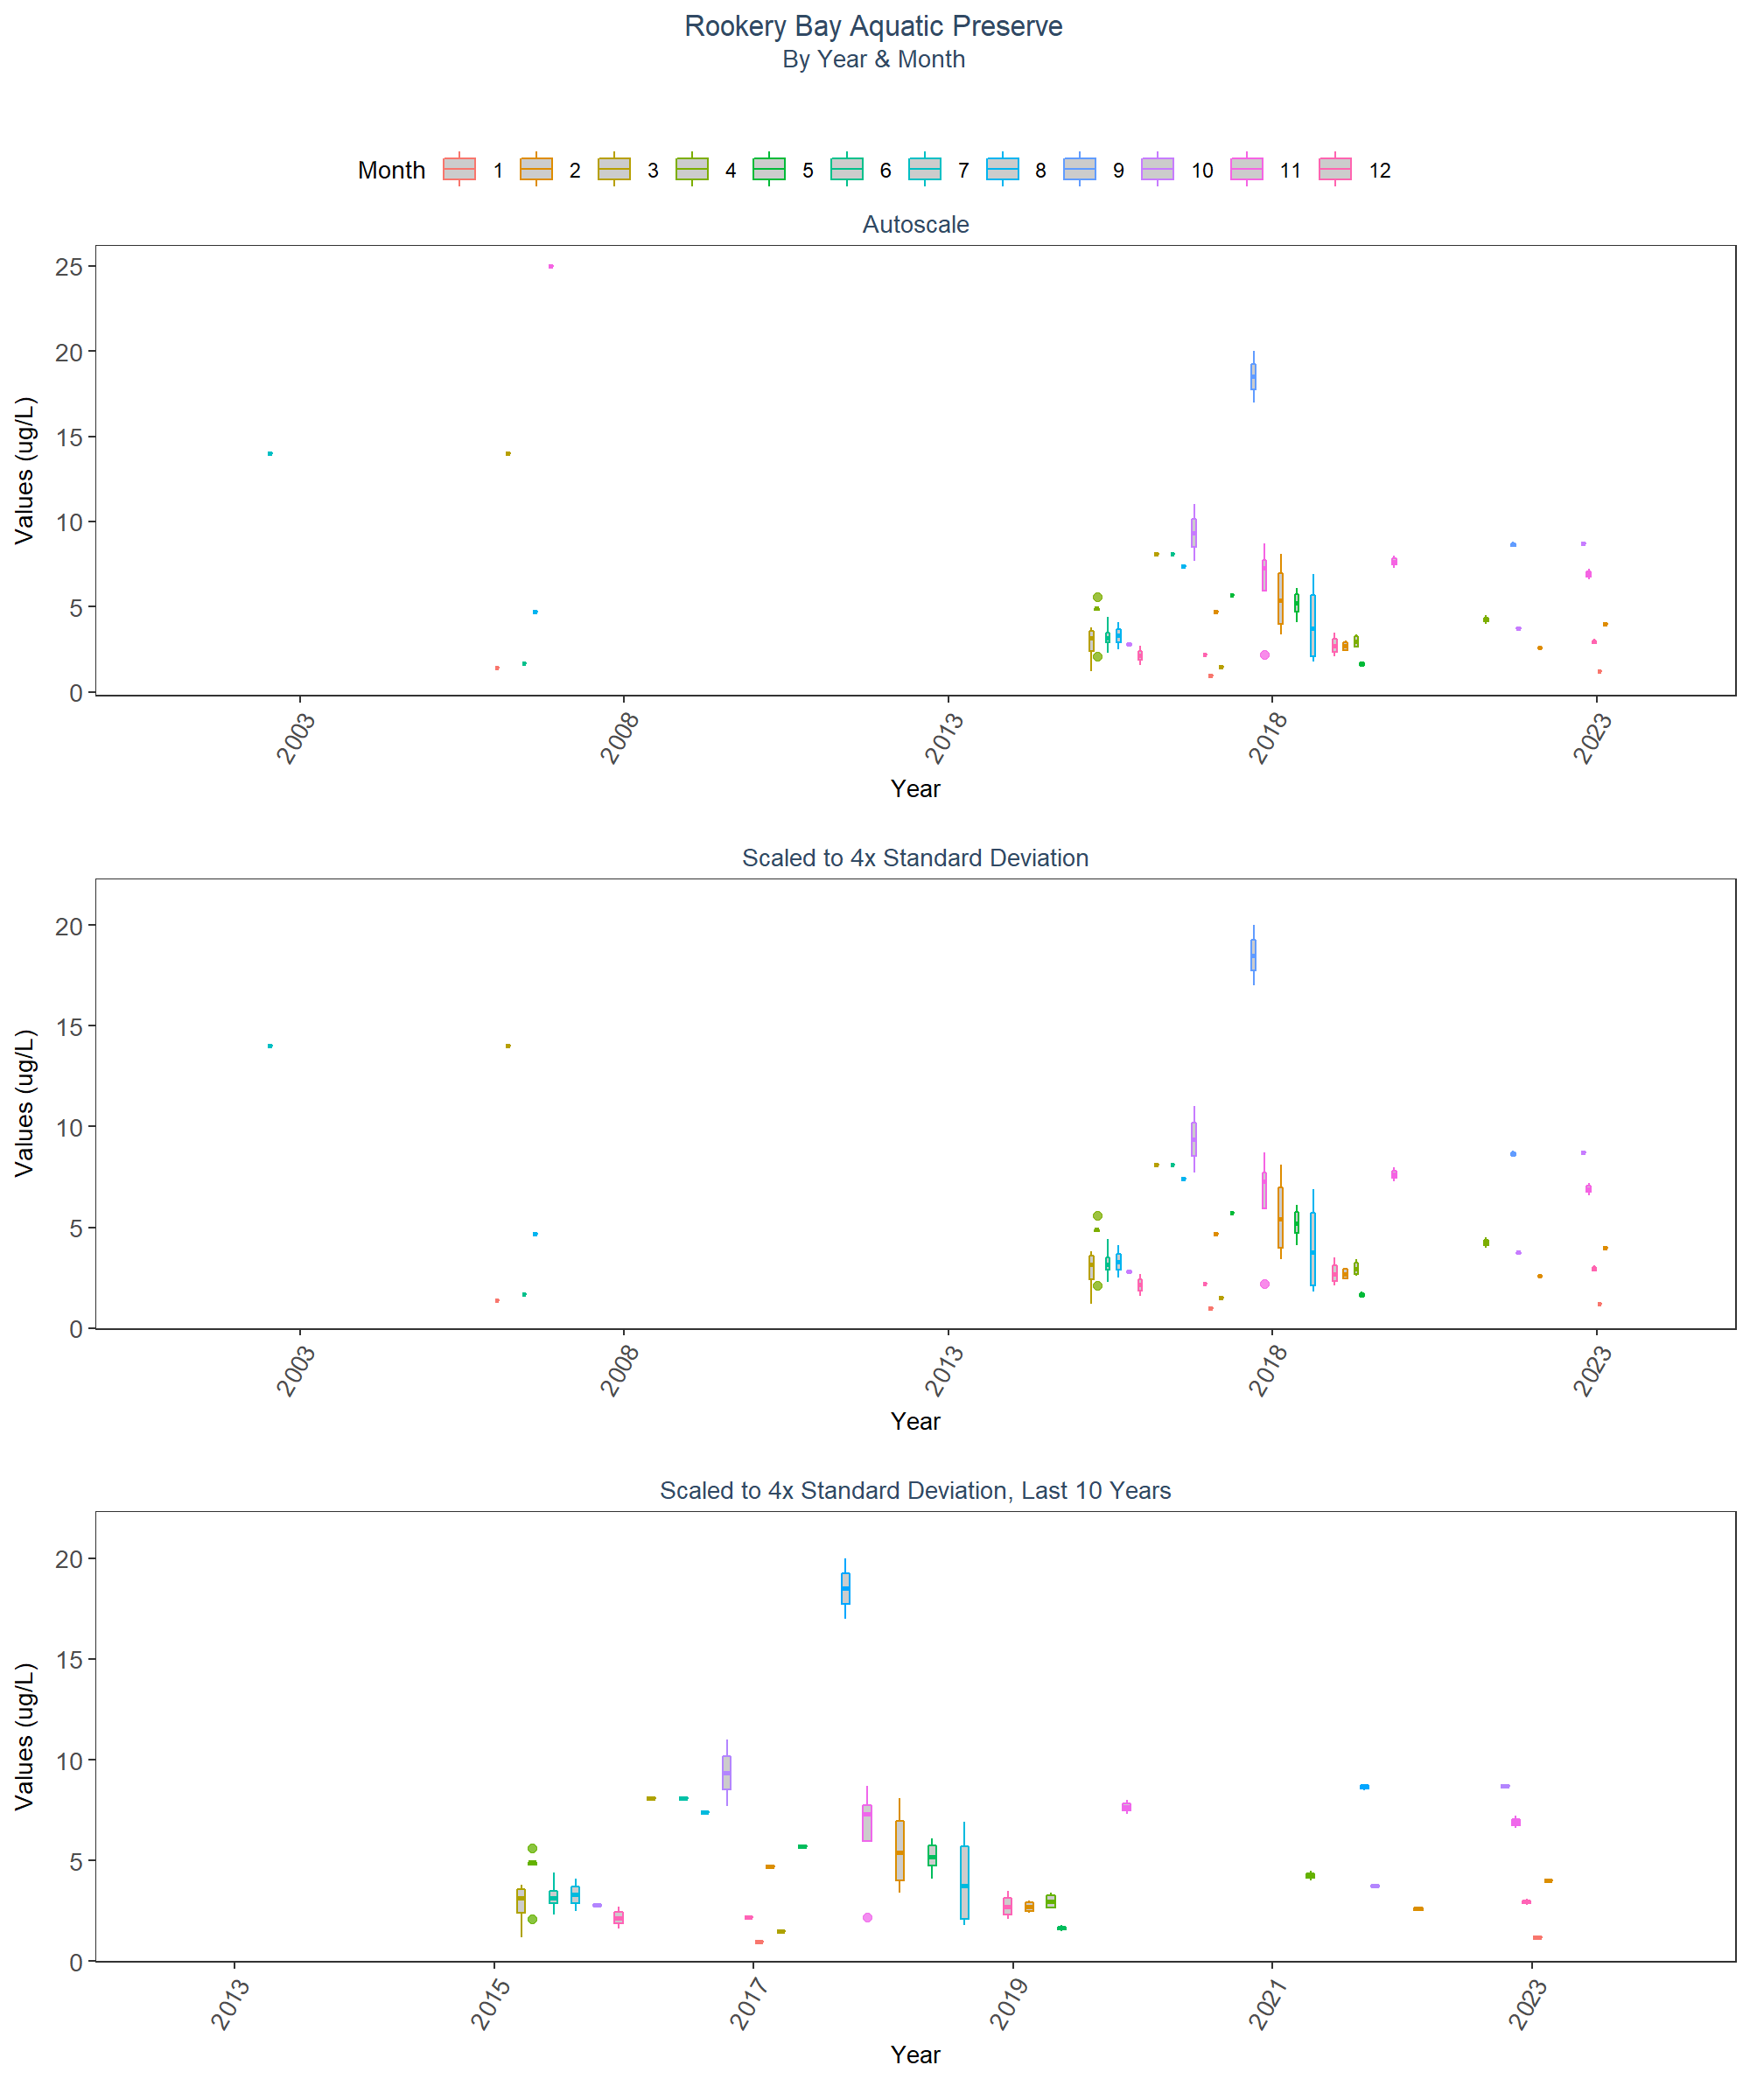 Rookery Bay Aquatic Preserve
By Year & Month
Month 1 2 3 4 5 6 7 8 9 10 11 12
Autoscale
Values (ug/L)
25
20
15
10
5
0
2003 2008 2013 2018 2023
Year
Scaled to 4x Standard Deviation
Values (ug/L)
20
15
10
5
0
2003 2008 2013 2018 2023
Year
Scaled to 4x Standard Deviation, Last 10 Years
Values (ug/L)
20
15
10
5
0
2013 2015 2017 2019 2021 2023
Year